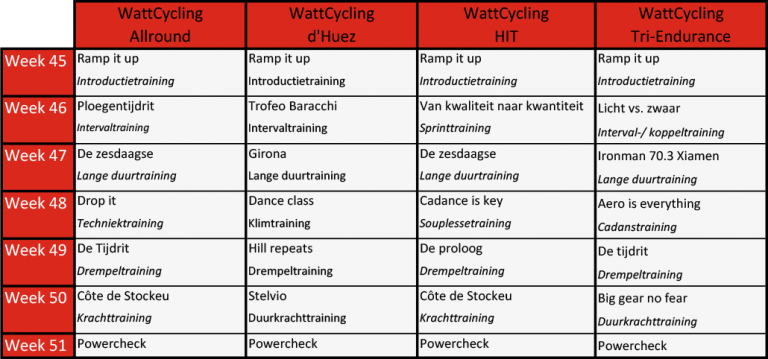 WattCycling Allround
WattCycling d'Huez
WattCycling HIT
WattCycling Tri-Endurance
Week 45
Ramp it up
Introductietraining
Ramp it up
Introductietraining
Ramp it up
Introductietraining
Ramp it up
Introductietraining
Week 46
Ploegentijdrit
Intervaltraining
Trofeo Baracchi
Intervaltraining
Van kwaliteit naar kwantiteit
Sprinttraining
Licht vs. zwaar
Interval-/ koppeltraining
Week 47
De zesdaagse
Lange duurtraining
Girona
Lange duurtraining
De zesdaagse
Lange duurtraining
Ironman 70.3 Xiamen
Lange duurtraining
Week 48
Drop it
Techniektraining
Dance class
Klimtraining
Cadance is key
Souplessetraining
Aero is everything
Cadanstraining
Week 49
De Tijdrit
Drempeltraining
Hill repeats
Drempeltraining
De proloog
Drempeltraining
De tijdrit
Drempeltraining
Week 50
Côte de Stockeu
Krachttraining
Stelvio
Duurkrachttraining
Côte de Stockeu
Krachttraining
Big gear no fear
Duurkrachttraining
Week 51
Powercheck
Powercheck
Powercheck
Powercheck